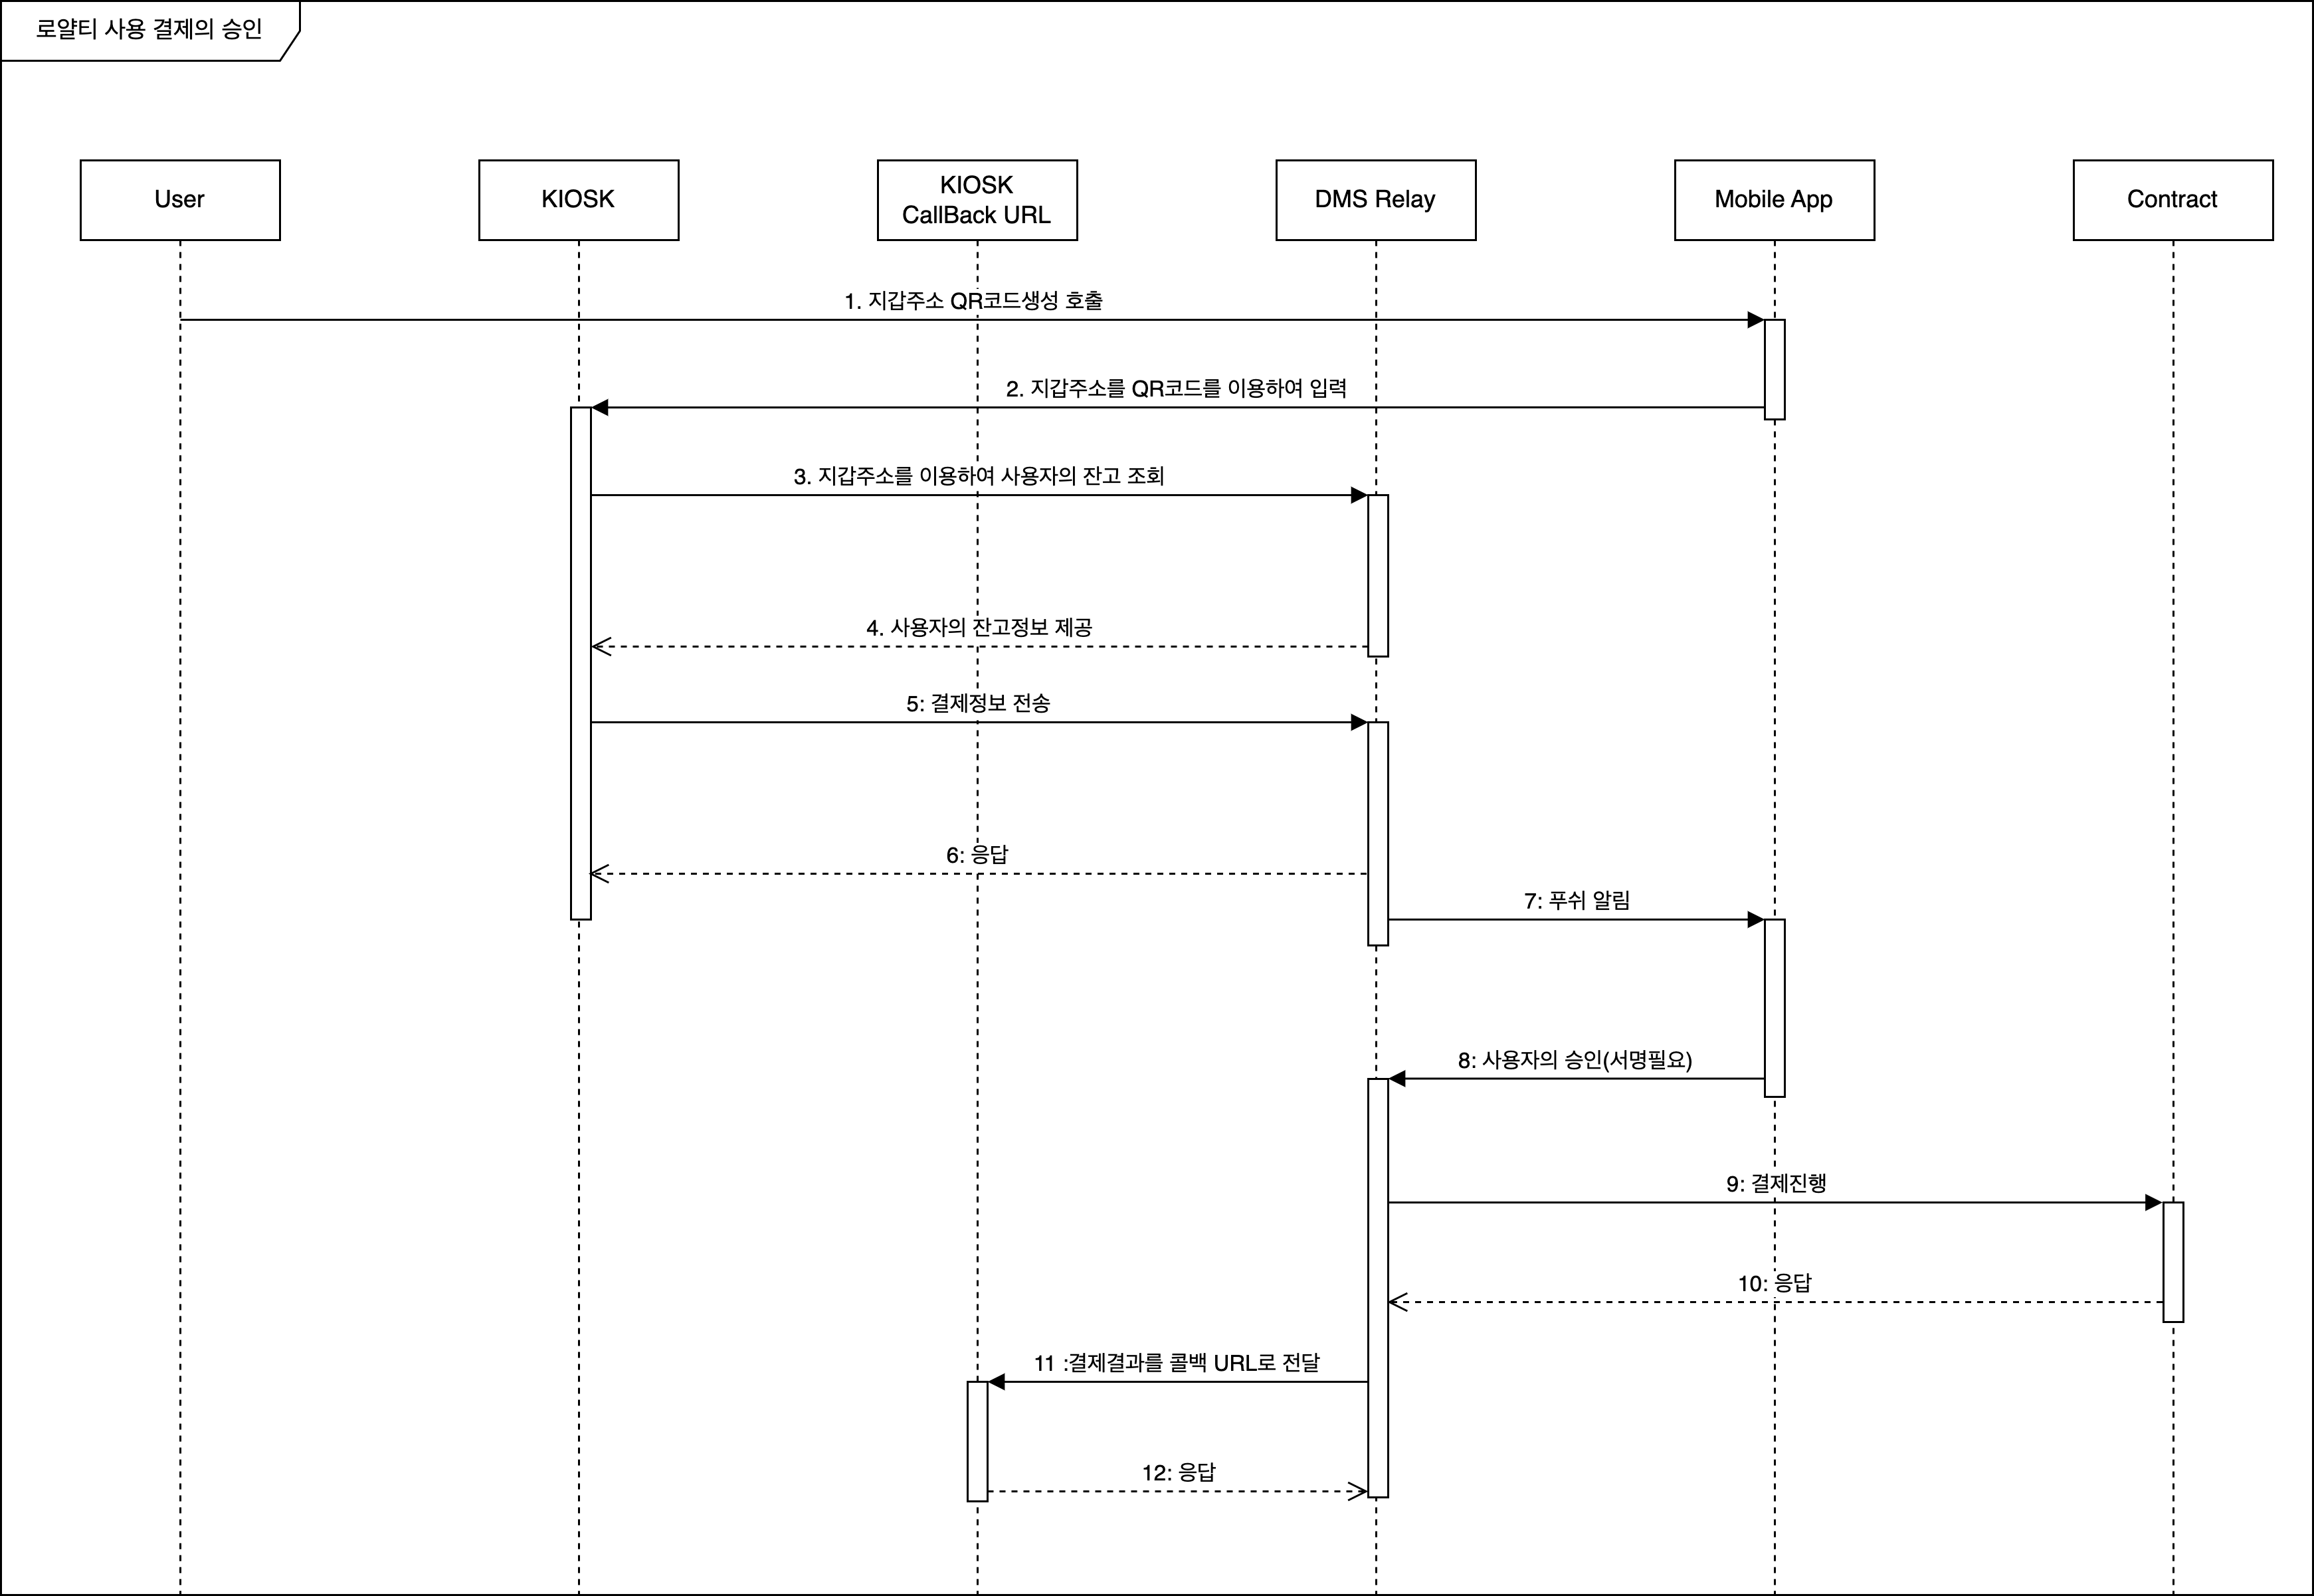 로얄티 사용 결제의 승인
User
KIOSK
KIOSK
CallBack URL
DMS Relay
Mobile App
Contract
1. 지갑주소 QR코드생성 호출
2. 지갑주소를 QR코드를 이용하여 입력
3. 지갑주소를 이용하여 사용자의 잔고 조회
4. 사용자의 잔고정보 제공
5: 결제정보 전송
6: 응답
7: 푸쉬 알림
8: 사용자의 승인(서명필요)
9: 결제진행
10: 응답
11 :결제결과를 콜백 URL로 전달
12: 응답